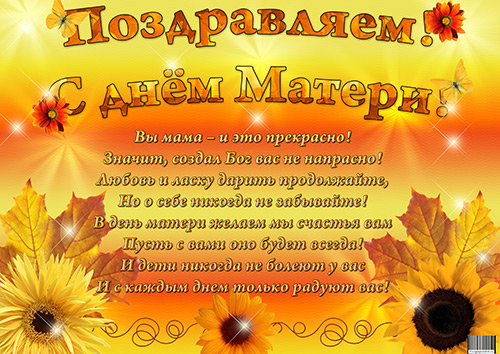 Поздравляем!
С днём Матери!
Вы мама – и это прекрасно!
Значит, создал Бог вас не напрасно!
Любовь и ласку дарить продолжайте,
Но о себе никогда не забывайте!
В день матери желаем мы счастья вам
Пусть с вами оно будет всегда!
И дети никогда не болеют у вас
И с каждым днем только радуют вас!